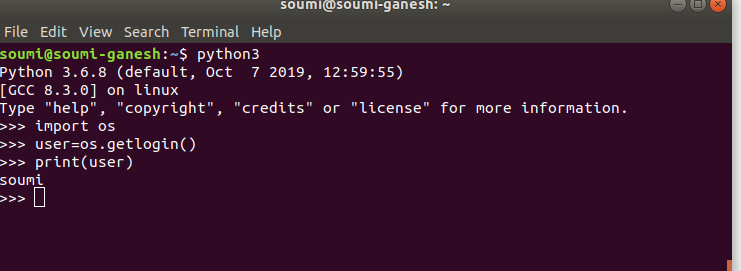 soumi@soumi-ganesh: ~
File Edit View Search Terminal Help
soumi@soumi-ganesh:~$ python3
Python 3.6.8 (default, Oct  7 2019, 12:59:55)
[GCC 8.3.0] on linux
Type "help", "copyright", "credits" or "license" for more information.
>>> import os
>>> user=os.getlogin()
>>> print(user)
soumi
>>>